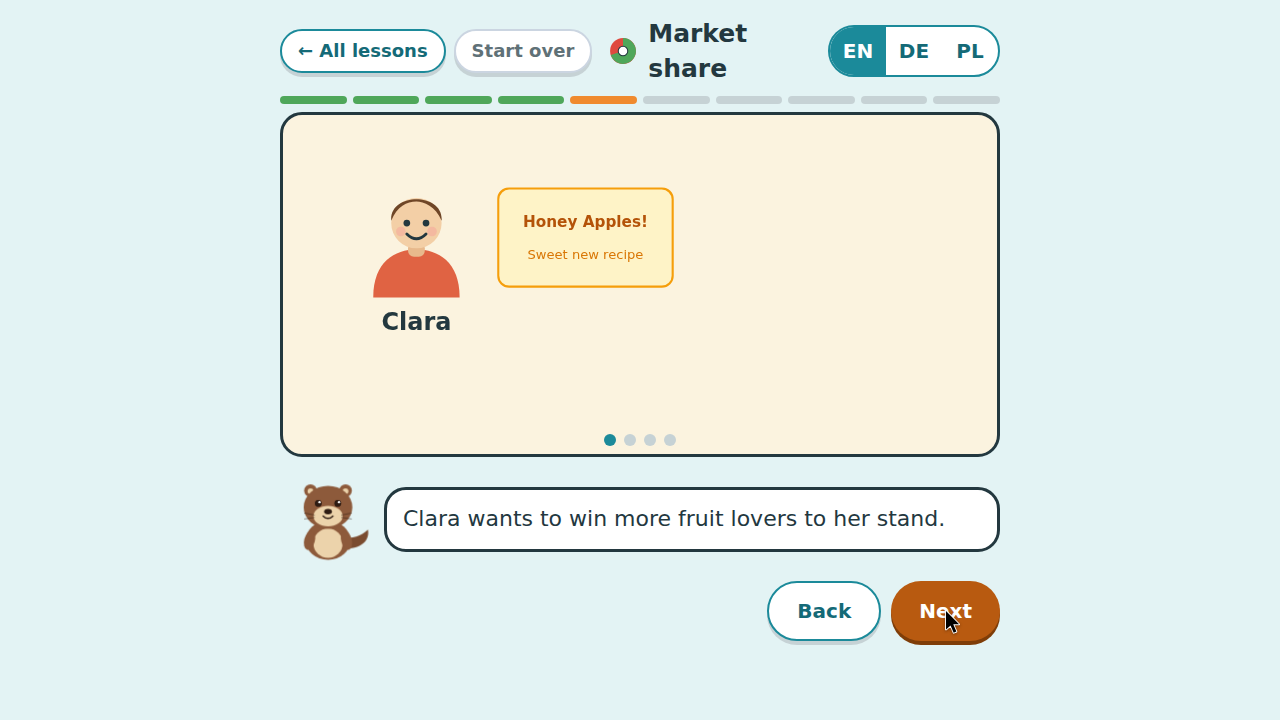 ← All lessons
Start over
Market
share
EN DE PL
Honey Apples!
Sweet new recipe
Clara
Clara wants to win more fruit lovers to her stand.
Back
Next